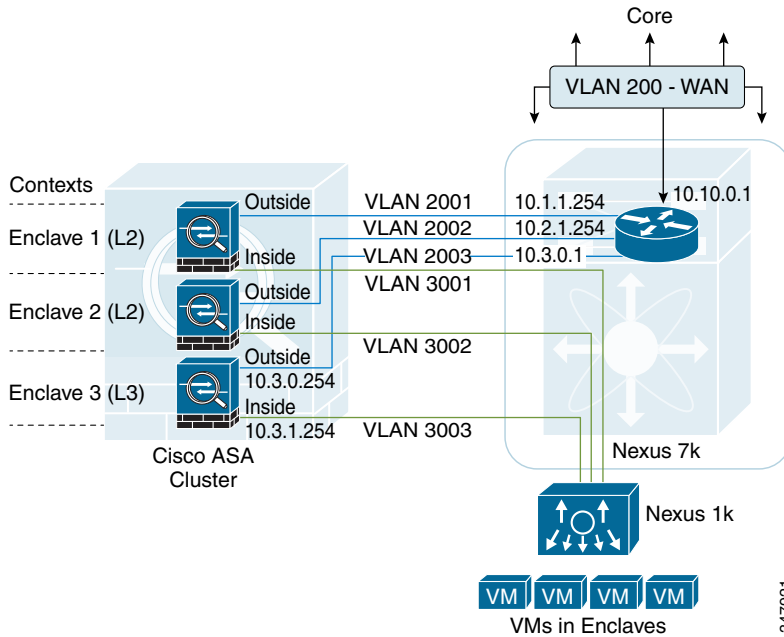 Core
VLAN 200 - WAN
10.10.0.1
Contexts
Outside
VLAN 2001
10.1.1.254
Enclave 1 (L2)
VLAN 2002
10.2.1.254
Inside
VLAN 2003
10.3.0.1
VLAN 3001
Outside
Enclave 2 (L2)
Inside
VLAN 3002
Outside
10.3.0.254
Enclave 3 (L3)
Inside
10.3.1.254
VLAN 3003
Cisco ASA
Cluster
Nexus 7k
Nexus 1k
VM
VM
VM
VM
VMs in Enclaves